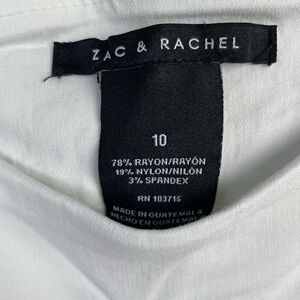 ZAC & RACHEL
10
78% RAYON/RAYÓN
19% NYLON/NILÓN
3% SPANDEX
RN 103715
MADE IN GUATEMALA
HECHO EN GUATEMALA